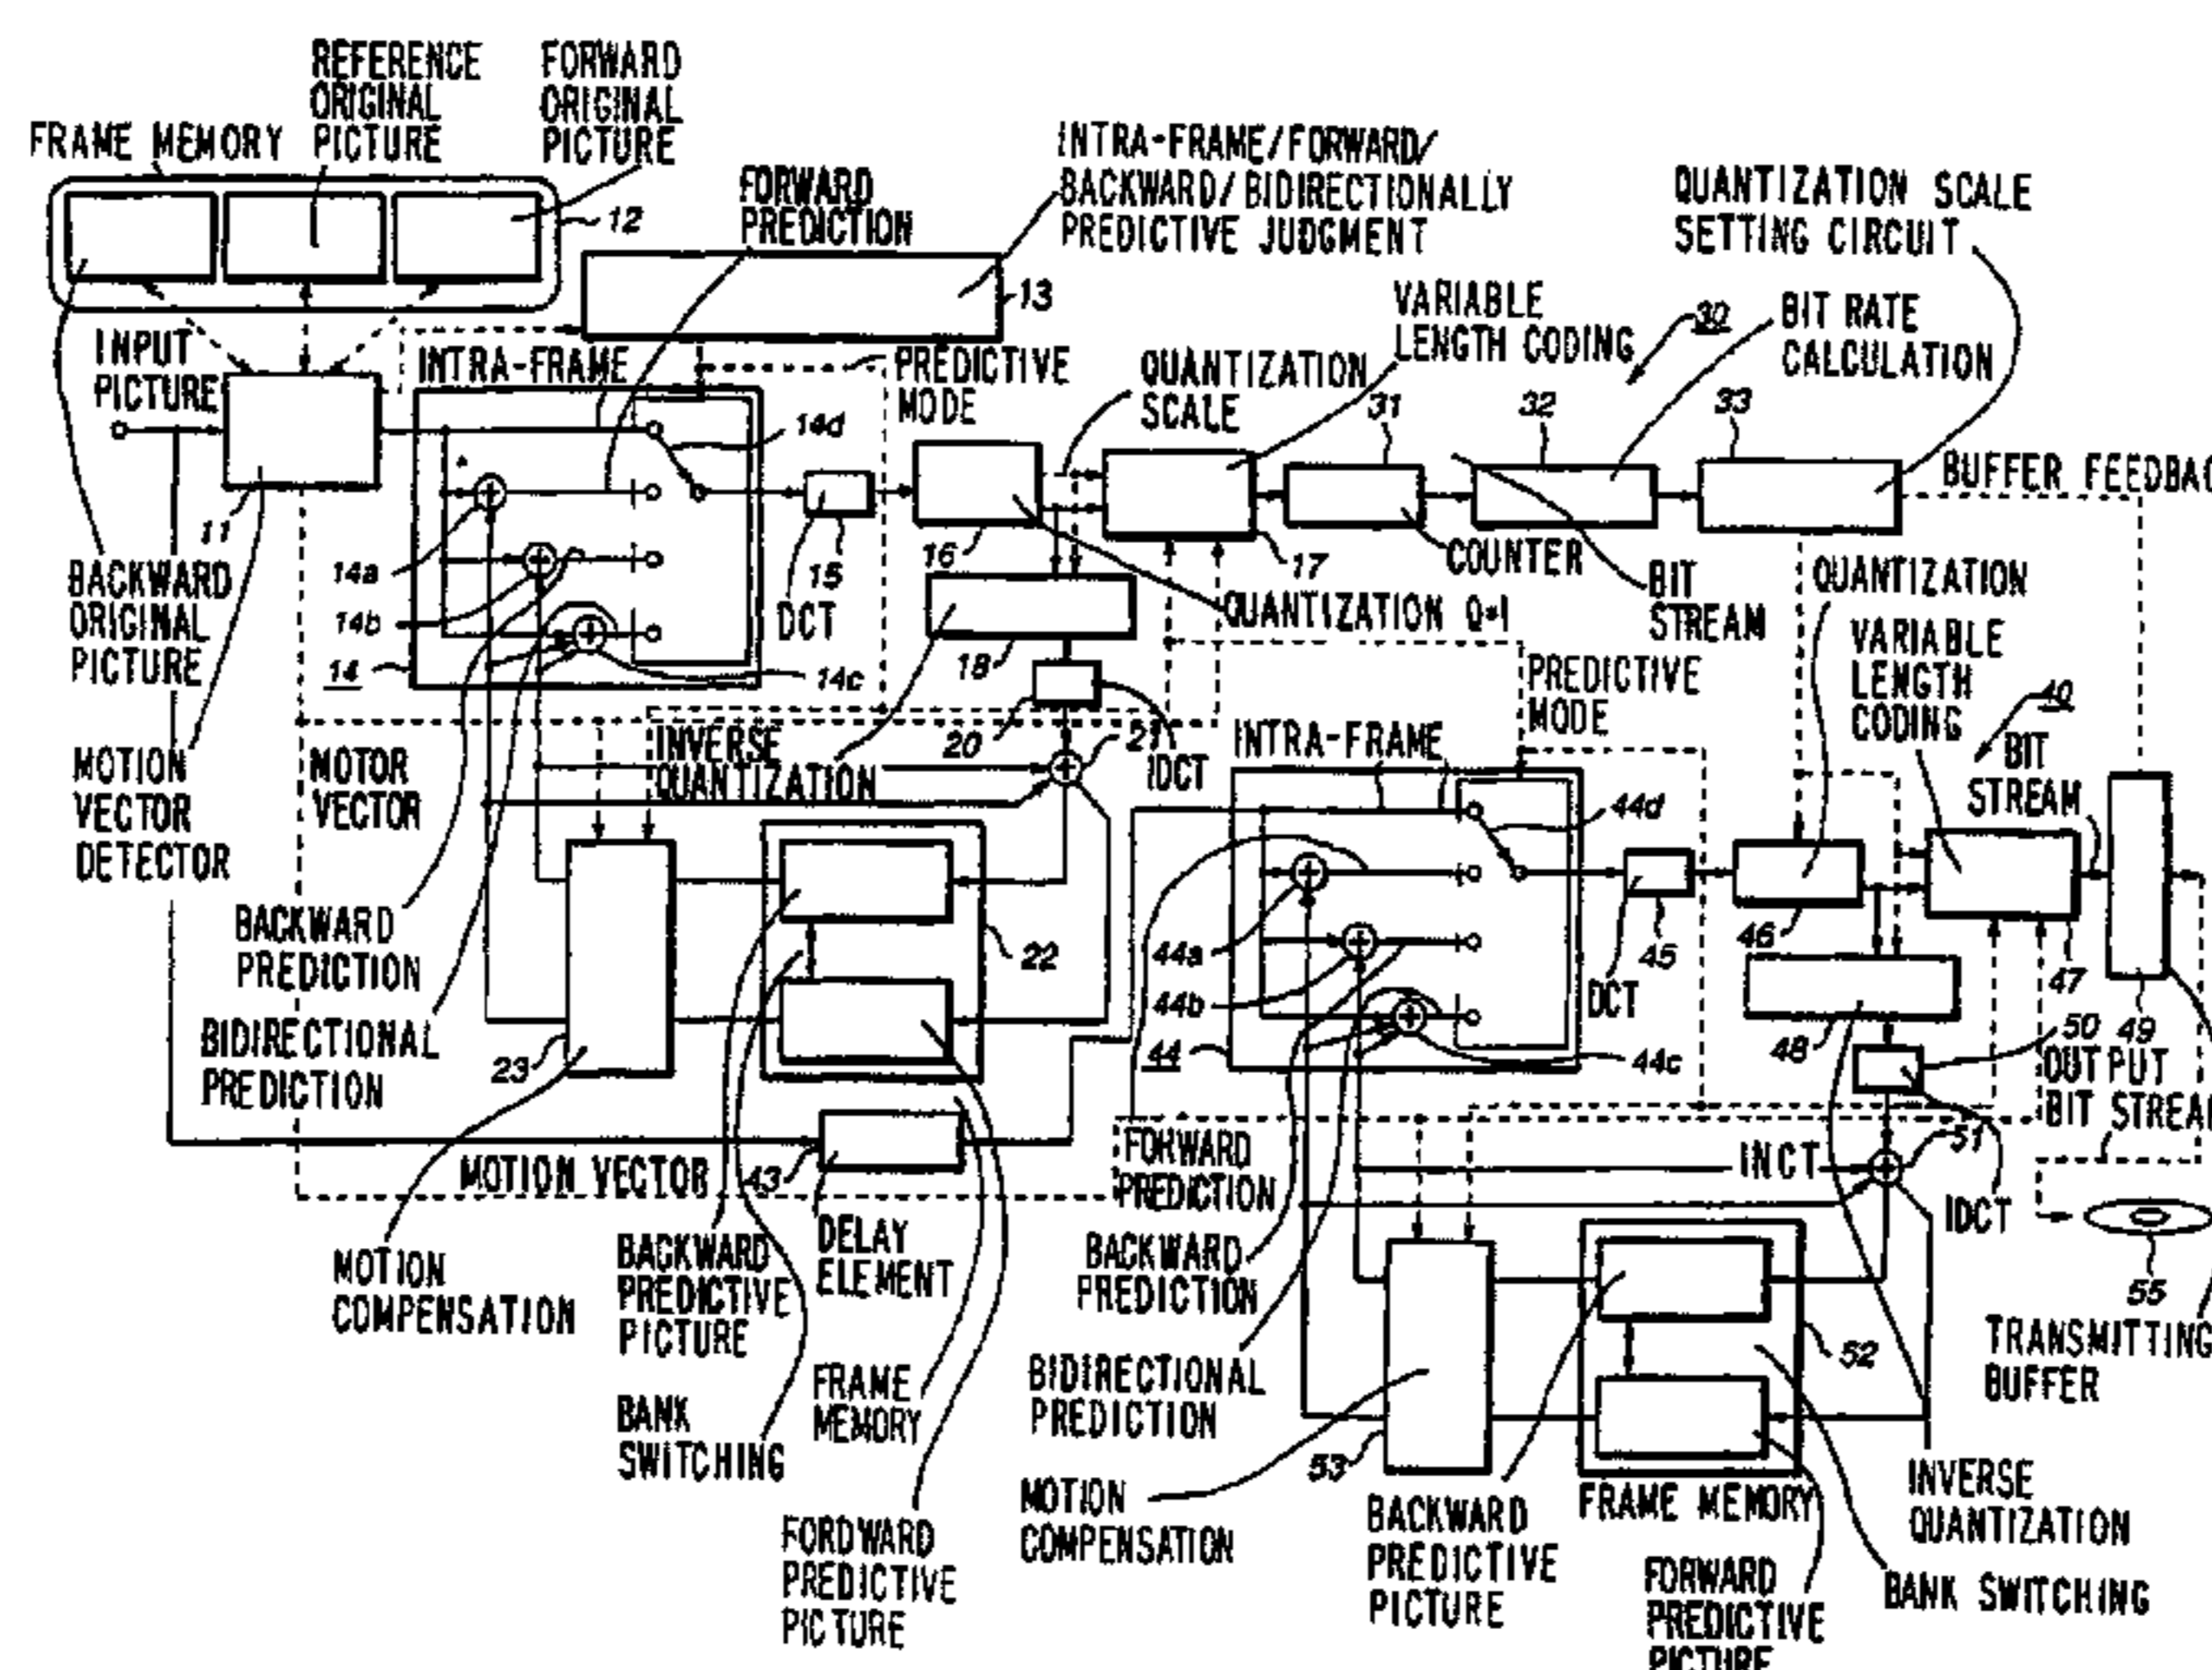 FRAME MEMORY
REFERENCE
ORIGINAL
PICTURE
FORWARD
ORIGINAL
PICTURE
12
FORWARD
PREDICTION
INTRA-FRAME/FORWARD/
BACKWARD/BIDIRECTIONALLY
PREDICTIVE JUDGMENT
13
QUANTIZATION SCALE
SETTING CIRCUIT
INPUT
PICTURE
11
INTRA-FRAME
14d
14a
14b
14c
14
PREDICTIVE
MODE
QUANTIZATION
SCALE
VARIABLE
LENGTH CODING
30
BIT RATE
CALCULATION
31
32
33
BUFFER FEEDBAC
15
DCT
16
17
COUNTER
BIT
STREAM
QUANTIZATION Q=1
18
20
21
IDCT
QUANTIZATION
VARIABLE
LENGTH
CODING
40
BIT
STREAM
BACKWARD
ORIGINAL
PICTURE
MOTION
VECTOR
DETECTOR
MOTOR
VECTOR
INVERSE
QUANTIZATION
PREDICTIVE
MODE
INTRA-FRAME
44d
44a
44b
44c
44
DCT
45
46
47
48
49
50
51
BACKWARD
PREDICTION
BIDIRECTIONAL
PREDICTION
23
22
MOTION VECTOR
43
DELAY
ELEMENT
OUTPUT
BIT STREA
FORWARD
PREDICTION
INCT
IDCT
55
MOTION
COMPENSATION
BACKWARD
PREDICTIVE
PICTURE
BANK
SWITCHING
FRAME
MEMORY
FORDWARD
PREDICTIVE
PICTURE
BACKWARD
PREDICTION
BIDIRECTIONAL
PREDICTION
53
52
TRANSMITTING
BUFFER
MOTION
COMPENSATION
BACKWARD
PREDICTIVE
PICTURE
FRAME MEMORY
FORWARD
PREDICTIVE
PICTURE
INVERSE
QUANTIZATION
BANK SWITCHING